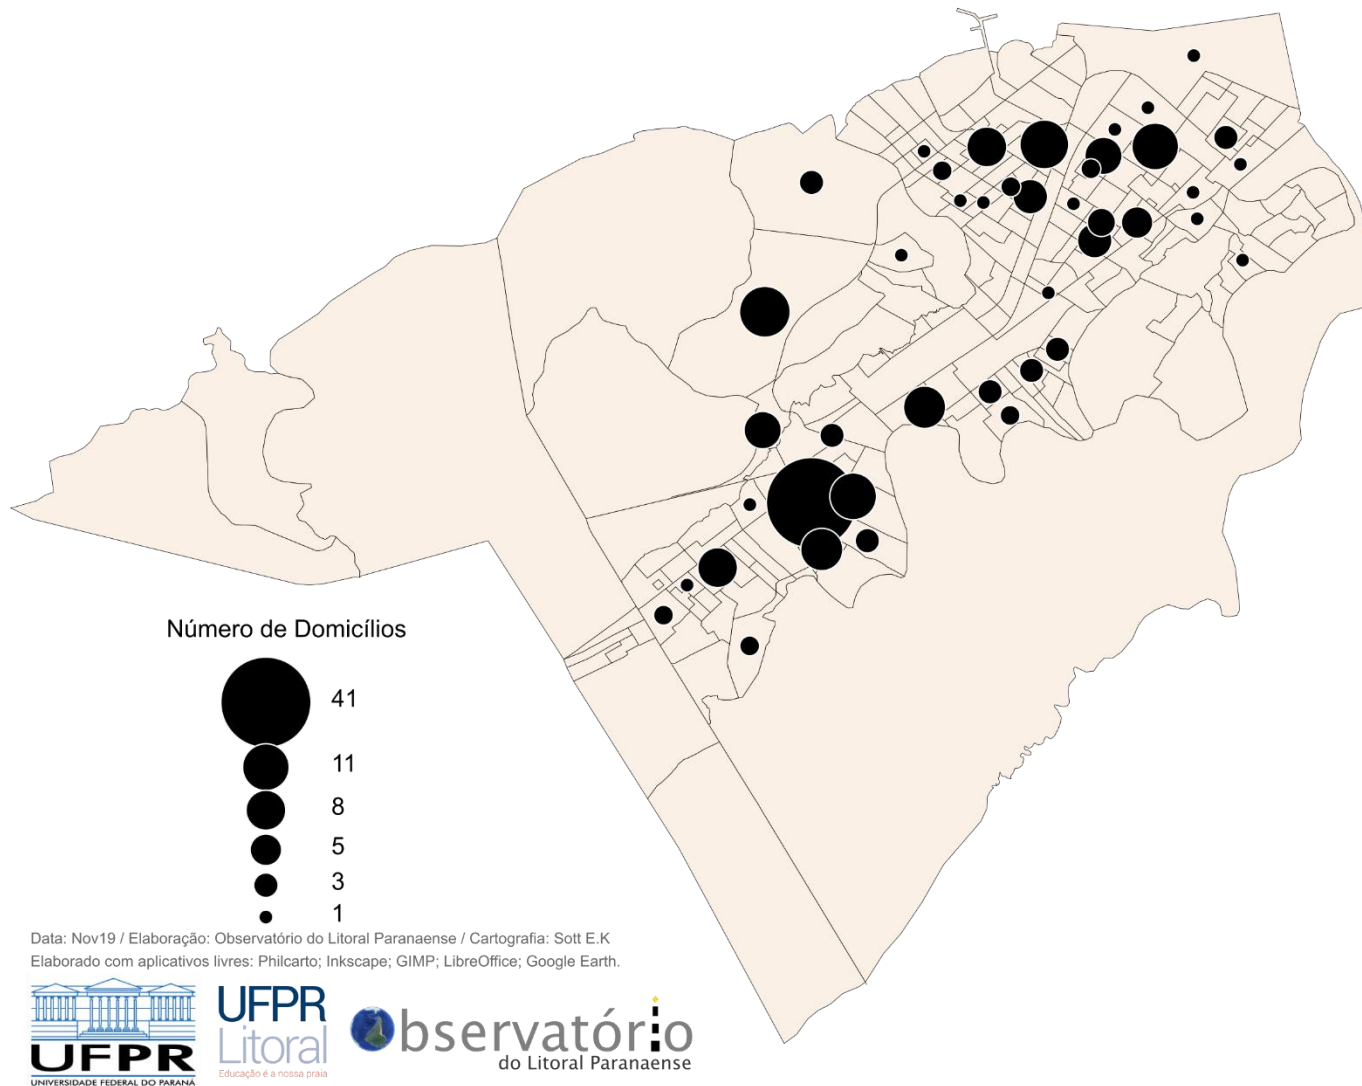 Número de Domicílios
41
11
8
5
3
1
Data: Nov19 / Elaboração: Observatório do Litoral Paranaense / Cartografia: Sott E.K
Elaborado com aplicativos livres: Philcarto; Inkscape; GIMP; LibreOffice; Google Earth.
UFPR
UNIVERSIDADE FEDERAL DO PARANÁ
UFPR
Litoral
Educação é a nossa praia
Observatório
do Litoral Paranaense